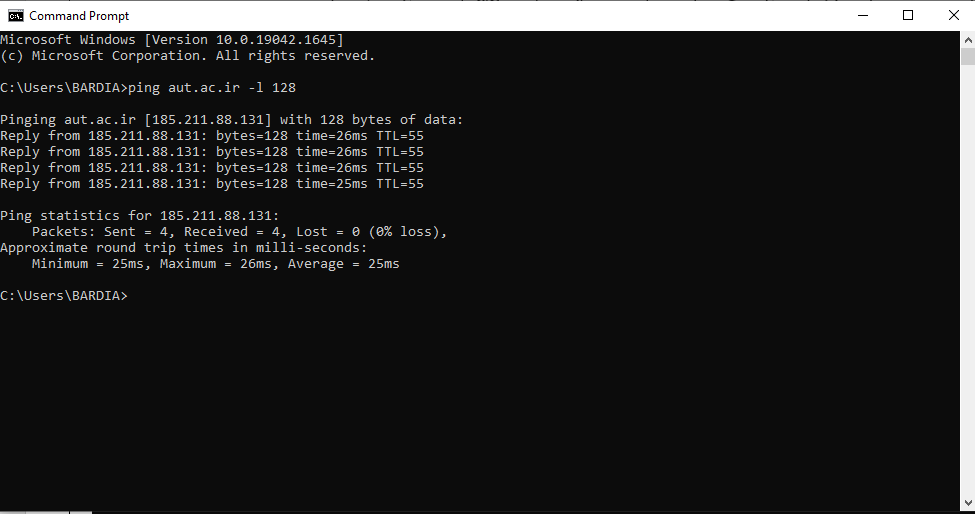 Command Prompt
Microsoft Windows [Version 10.0.19042.1645]
(c) Microsoft Corporation. All rights reserved.
C:\Users\BARDIA>ping aut.ac.ir -l 128
Pinging aut.ac.ir [185.211.88.131] with 128 bytes of data:
Reply from 185.211.88.131: bytes=128 time=26ms TTL=55
Reply from 185.211.88.131: bytes=128 time=26ms TTL=55
Reply from 185.211.88.131: bytes=128 time=26ms TTL=55
Reply from 185.211.88.131: bytes=128 time=25ms TTL=55
Ping statistics for 185.211.88.131:
    Packets: Sent = 4, Received = 4, Lost = 0 (0% loss),
Approximate round trip times in milli-seconds:
    Minimum = 25ms, Maximum = 26ms, Average = 25ms
C:\Users\BARDIA>